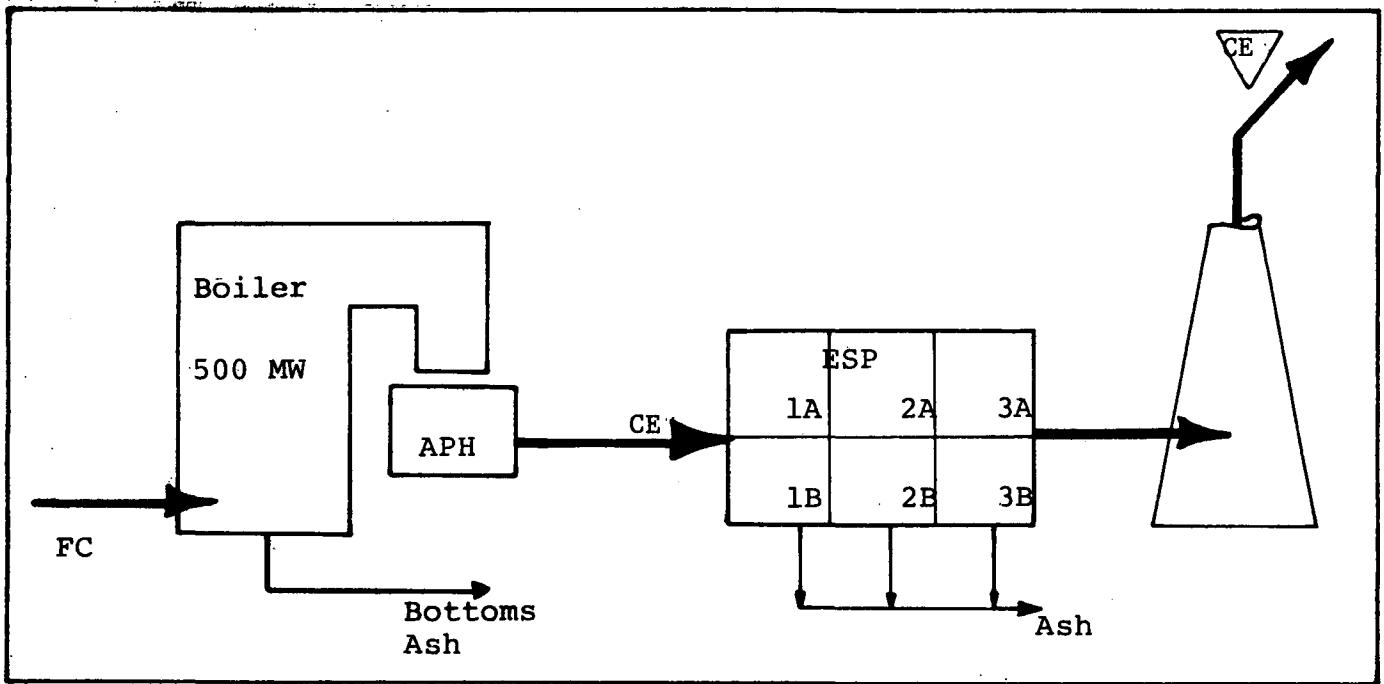 CE
Boiler
500 MW
ESP
1A 2A 3A
CE
APH
1B 2B 3B
FC
Bottoms
Ash
Ash